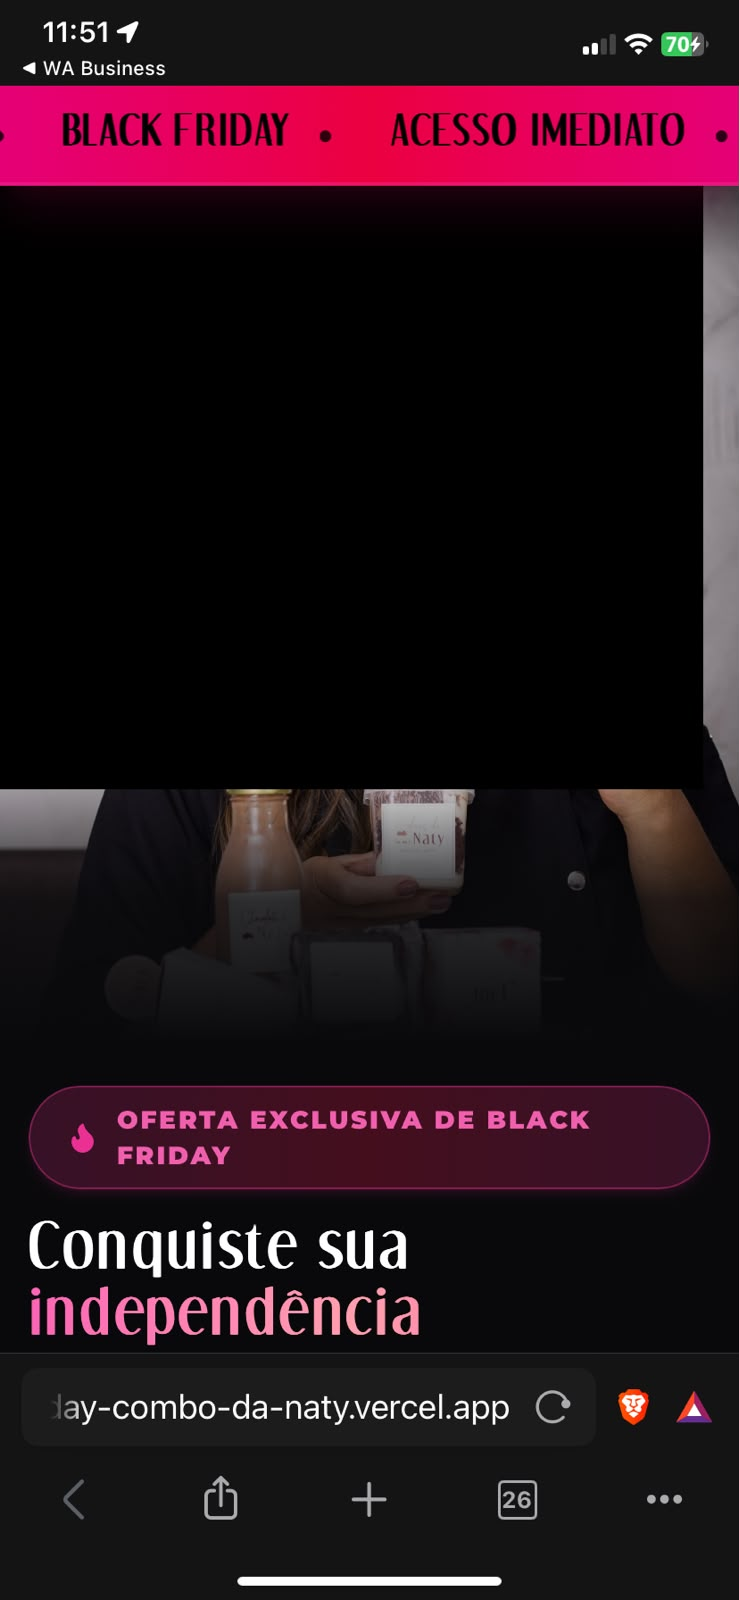 11:51
70
◀ WA Business
BLACK FRIDAY • ACESSO IMEDIATO •
Naty
OFERTA EXCLUSIVA DE BLACK
FRIDAY
Conquiste sua
independência
day-combo-da-naty.vercel.app
26